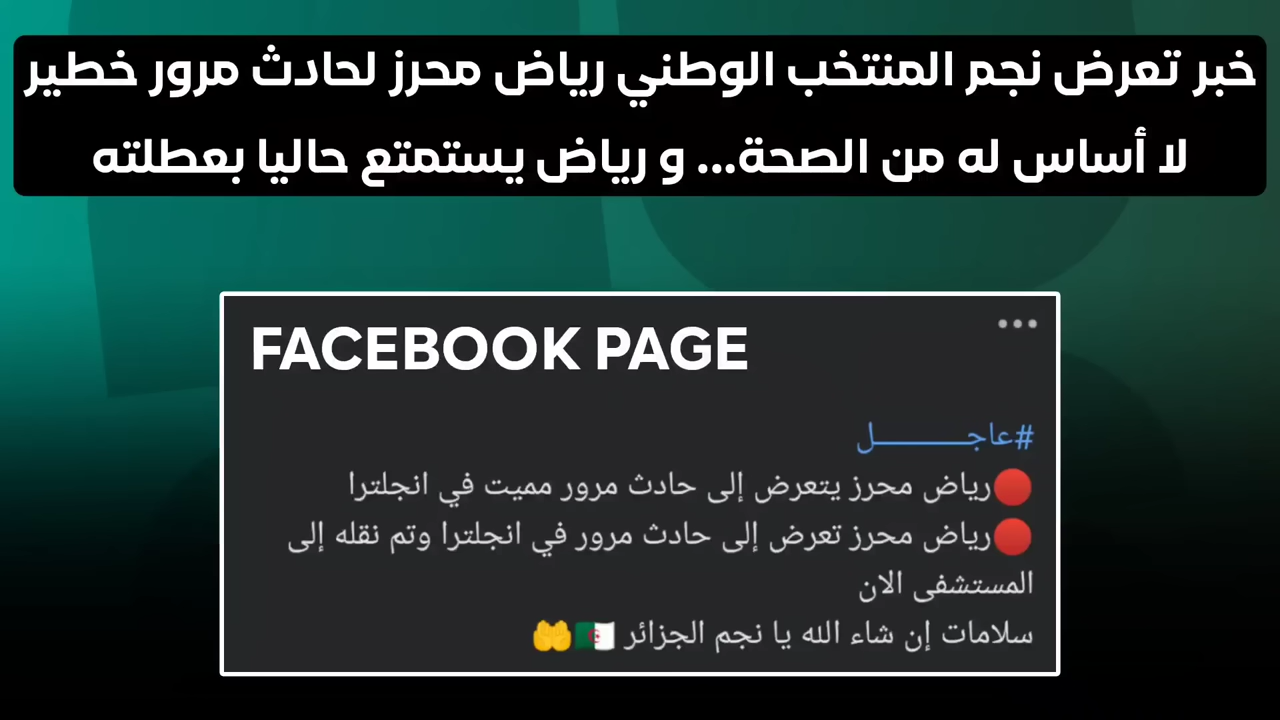 خبر تعرض نجم المنتخب الوطني رياض محرز لحادث مرور خطير
لا أساس له من الصحة... و رياض يستمتع حاليا بعطلته
FACEBOOK PAGE
#عاجــــــــــــل
🔴رياض محرز يتعرض إلى حادث مرور مميت في انجلترا
🔴رياض محرز تعرض إلى حادث مرور في انجلترا وتم نقله إلى
المستشفى الان
سلامات إن شاء الله يا نجم الجزائر 🇩🇿🤲